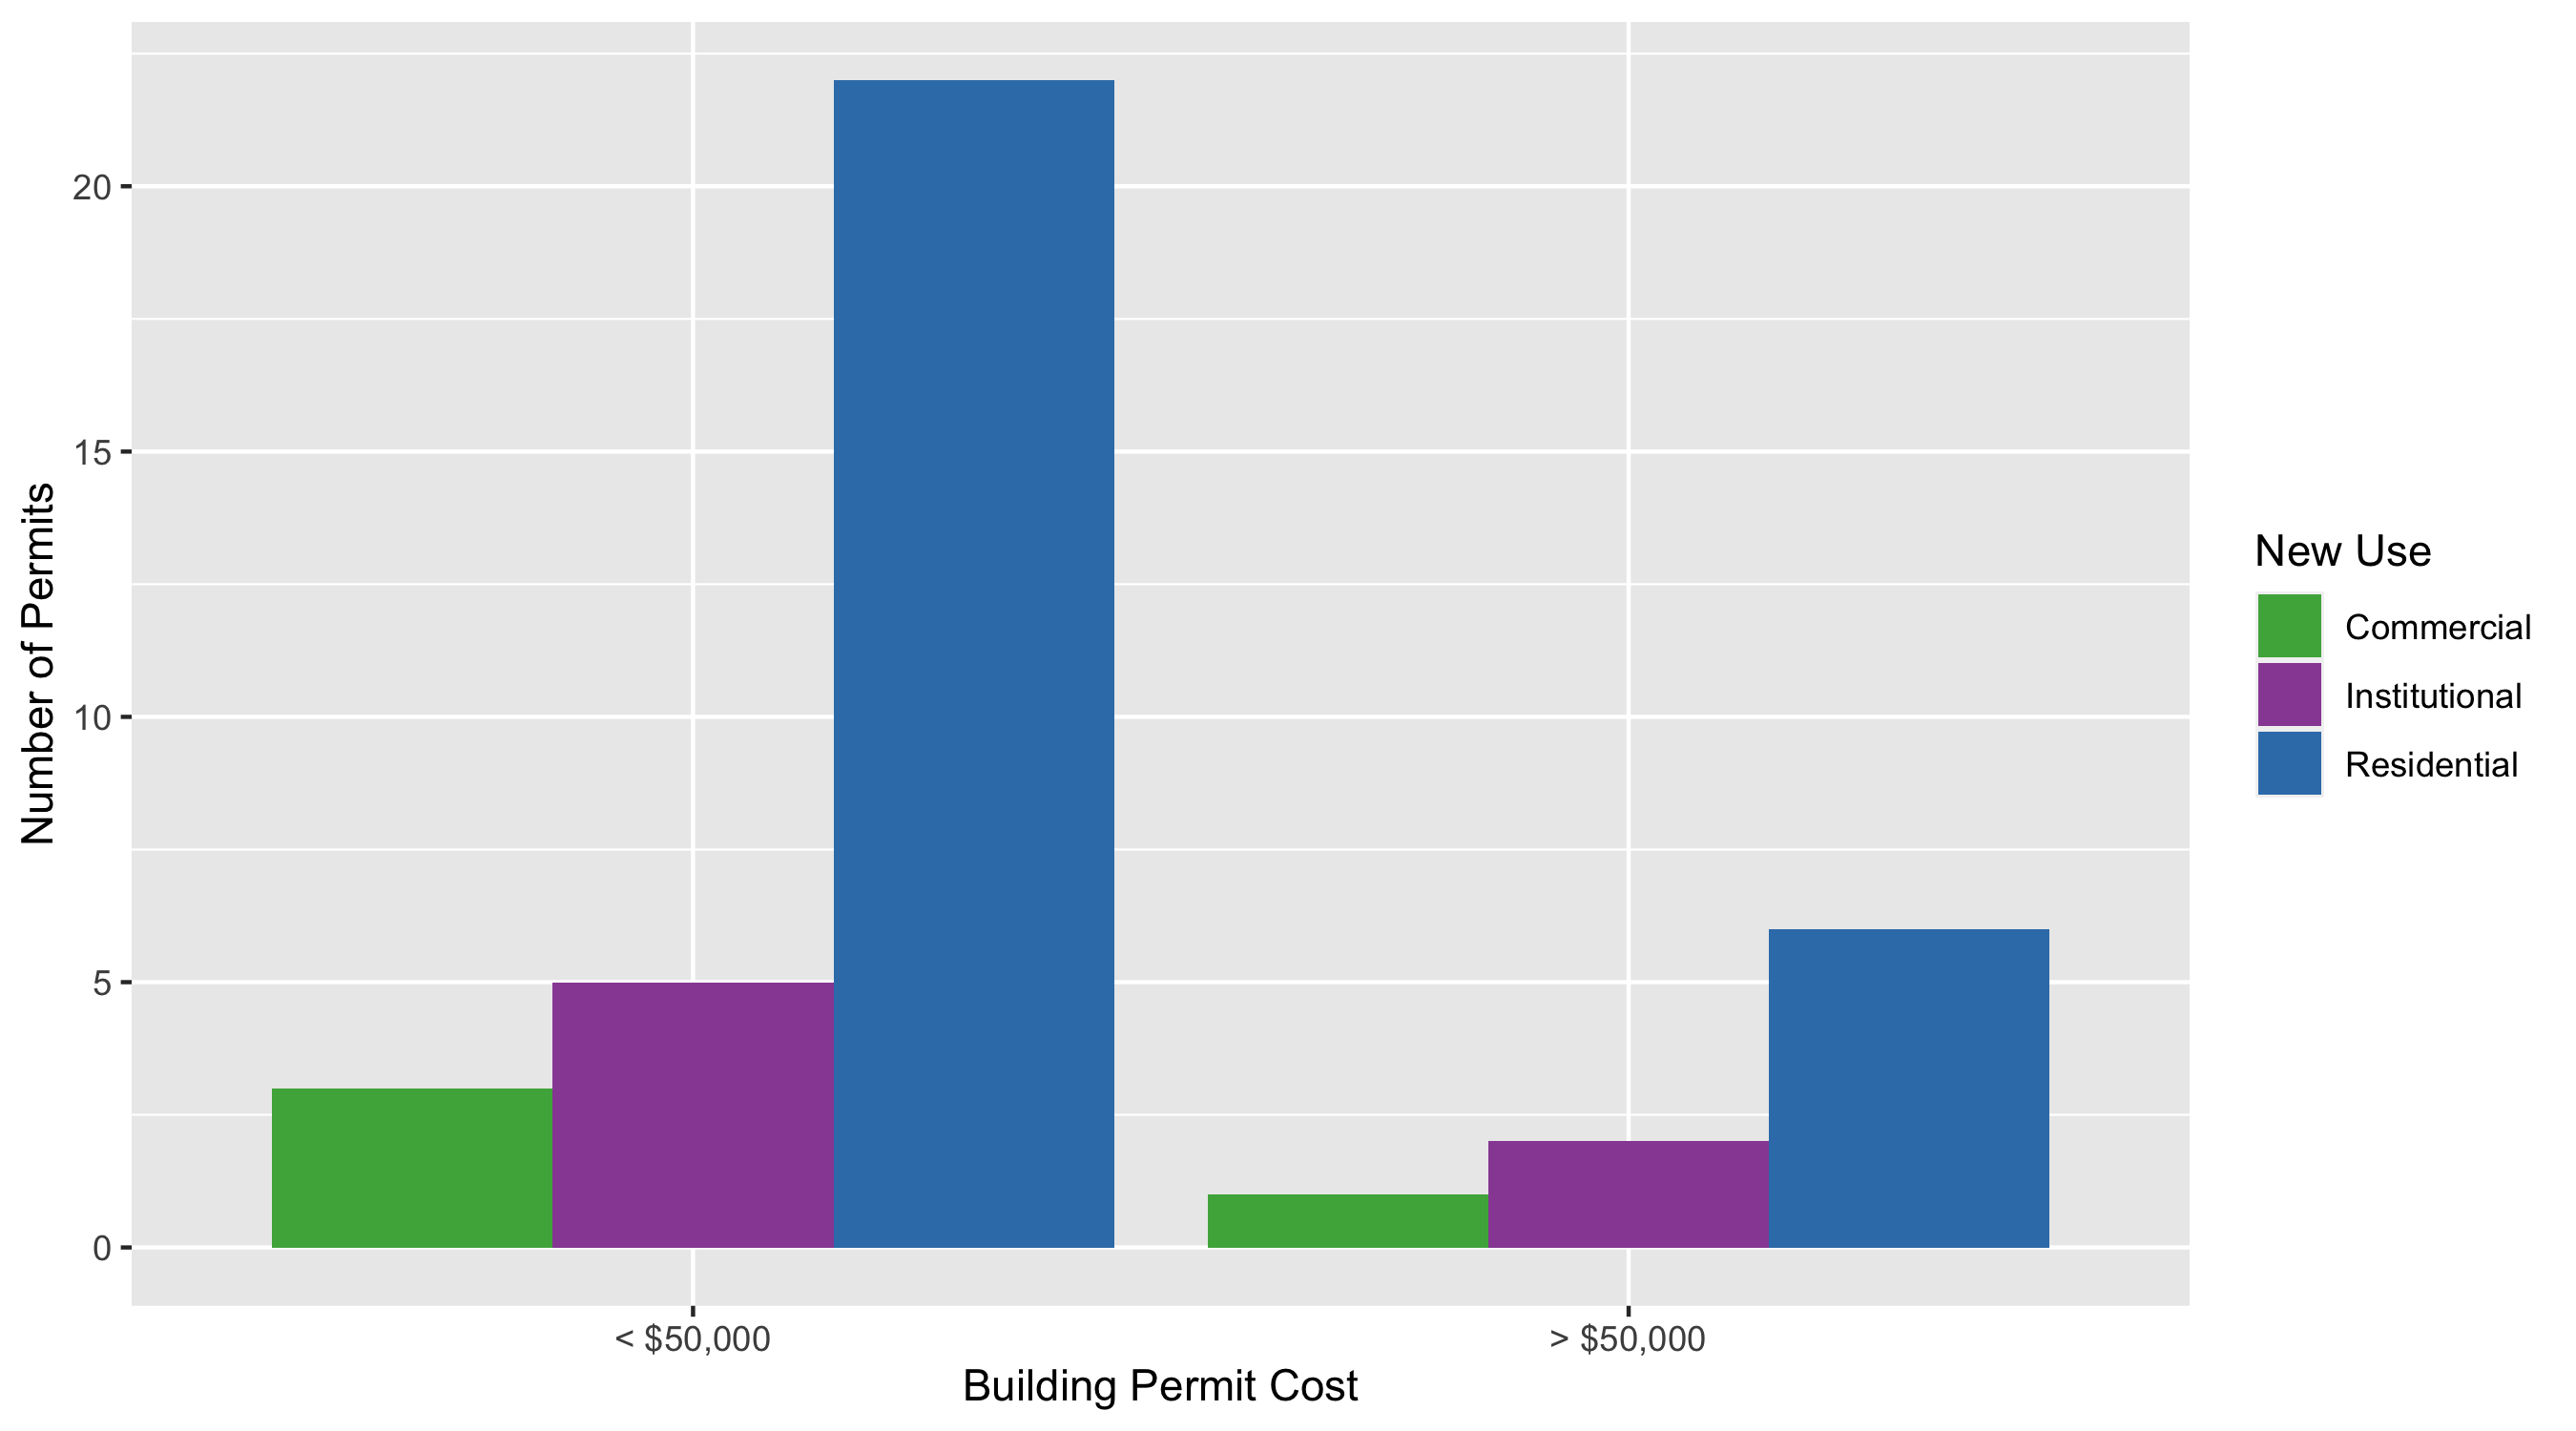 Number of Permits
20
15
10
5
0
< $50,000
> $50,000
Building Permit Cost
New Use
Commercial
Institutional
Residential